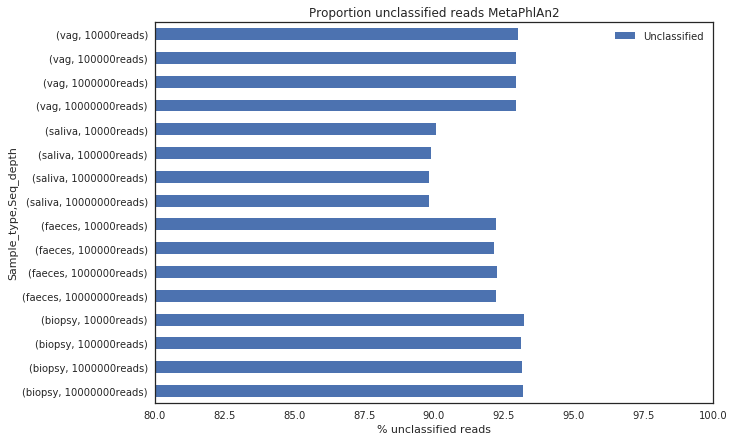 Proportion unclassified reads MetaPhlAn2
Unclassified
Sample_type,Seq_depth
(vag, 10000reads)
(vag, 100000reads)
(vag, 1000000reads)
(vag, 10000000reads)
(saliva, 10000reads)
(saliva, 100000reads)
(saliva, 1000000reads)
(saliva, 10000000reads)
(faeces, 10000reads)
(faeces, 100000reads)
(faeces, 1000000reads)
(faeces, 10000000reads)
(biopsy, 10000reads)
(biopsy, 100000reads)
(biopsy, 1000000reads)
(biopsy, 10000000reads)
80.0 82.5 85.0 87.5 90.0 92.5 95.0 97.5 100.0
% unclassified reads